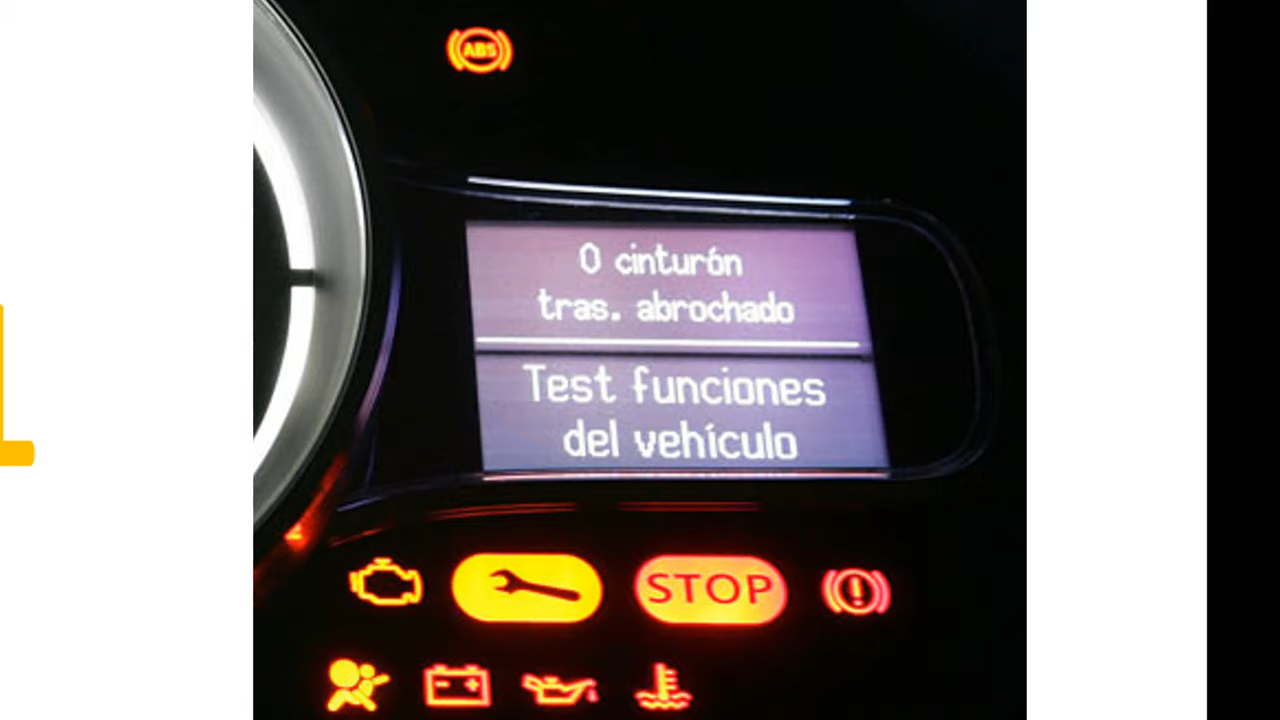 ABS
0 cinturón
tras. abrochado
Test funciones
del vehículo
STOP